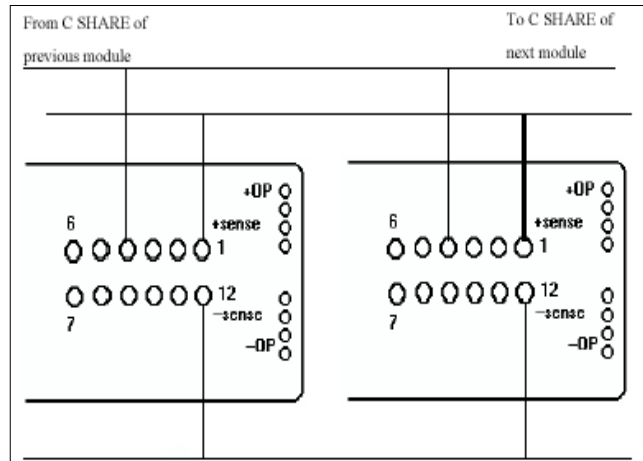 From C SHARE of
previous module
To C SHARE of
next module
+OP
6
+sense
1
12
7
−sense
−OP
+OP
6
+sense
1
12
7
−sense
−OP